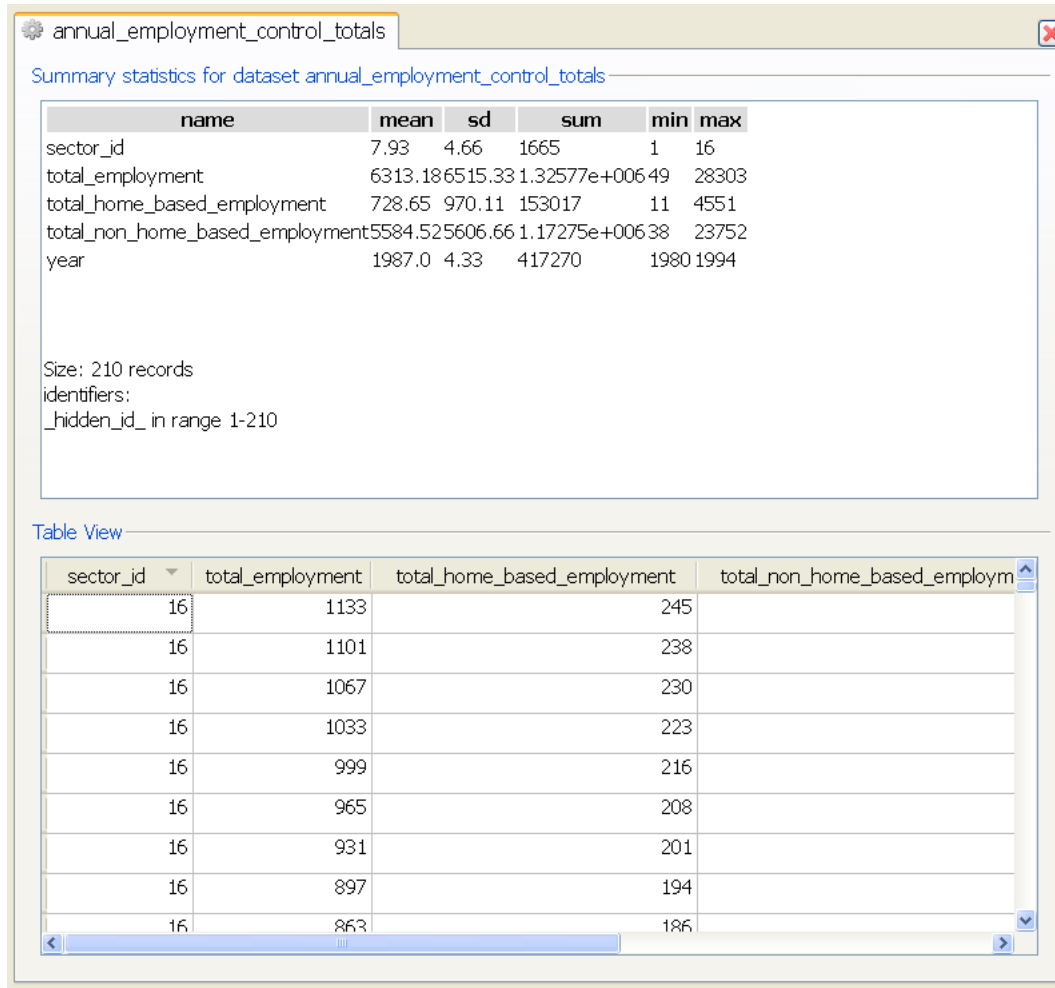 annual_employment_control_totals
Summary statistics for dataset annual_employment_control_totals
name mean sd sum min max
sector_id 7.93 4.66 1665 1 16
total_employment 6313.18 6515.33 1.32577e+006 49 28303
total_home_based_employment 728.65 970.11 153017 11 4551
total_non_home_based_employment 5584.52 5606.66 1.17275e+006 38 23752
year 1987.0 4.33 417270 1980 1994
Size: 210 records
identifiers:
_hidden_id_ in range 1-210
Table View
sector_id total_employment total_home_based_employment total_non_home_based_employm
16 1133 245
16 1101 238
16 1067 230
16 1033 223
16 999 216
16 965 208
16 931 201
16 897 194
16 863 186